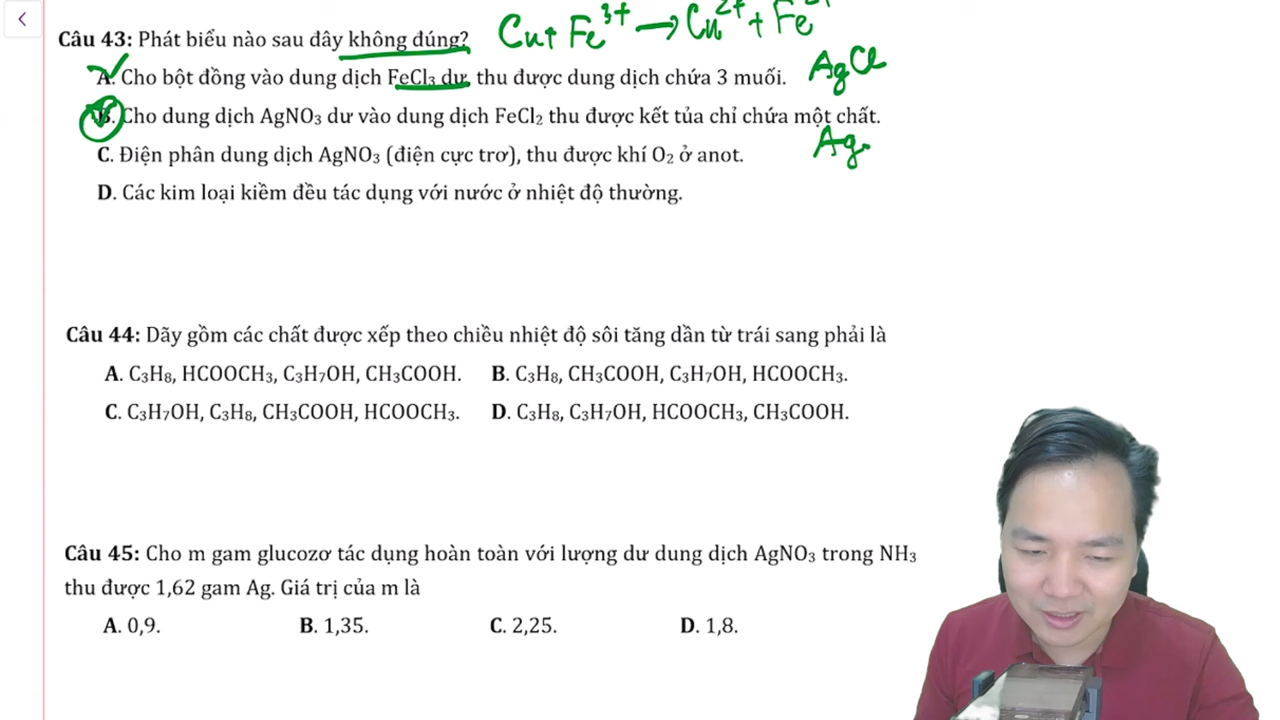 Cu + Fe³⁺ → Cu²⁺ + Fe
Câu 43: Phát biểu nào sau đây không đúng?
A. Cho bột đồng vào dung dịch FeCl₃ dư, thu được dung dịch chứa 3 muối.
AgCl
B. Cho dung dịch AgNO₃ dư vào dung dịch FeCl₂ thu được kết tủa chỉ chứa một chất.
Ag
C. Điện phân dung dịch AgNO₃ (điện cực trơ), thu được khí O₂ ở anot.
D. Các kim loại kiềm đều tác dụng với nước ở nhiệt độ thường.
Câu 44: Dãy gồm các chất được xếp theo chiều nhiệt độ sôi tăng dần từ trái sang phải là
A. C₃H₈, HCOOCH₃, C₃H₇OH, CH₃COOH. B. C₃H₈, CH₃COOH, C₃H₇OH, HCOOCH₃.
C. C₃H₇OH, C₃H₈, CH₃COOH, HCOOCH₃. D. C₃H₈, C₃H₇OH, HCOOCH₃, CH₃COOH.
Câu 45: Cho m gam glucozơ tác dụng hoàn toàn với lượng dư dung dịch AgNO₃ trong NH₃
thu được 1,62 gam Ag. Giá trị của m là
A. 0,9. B. 1,35. C. 2,25. D. 1,8.